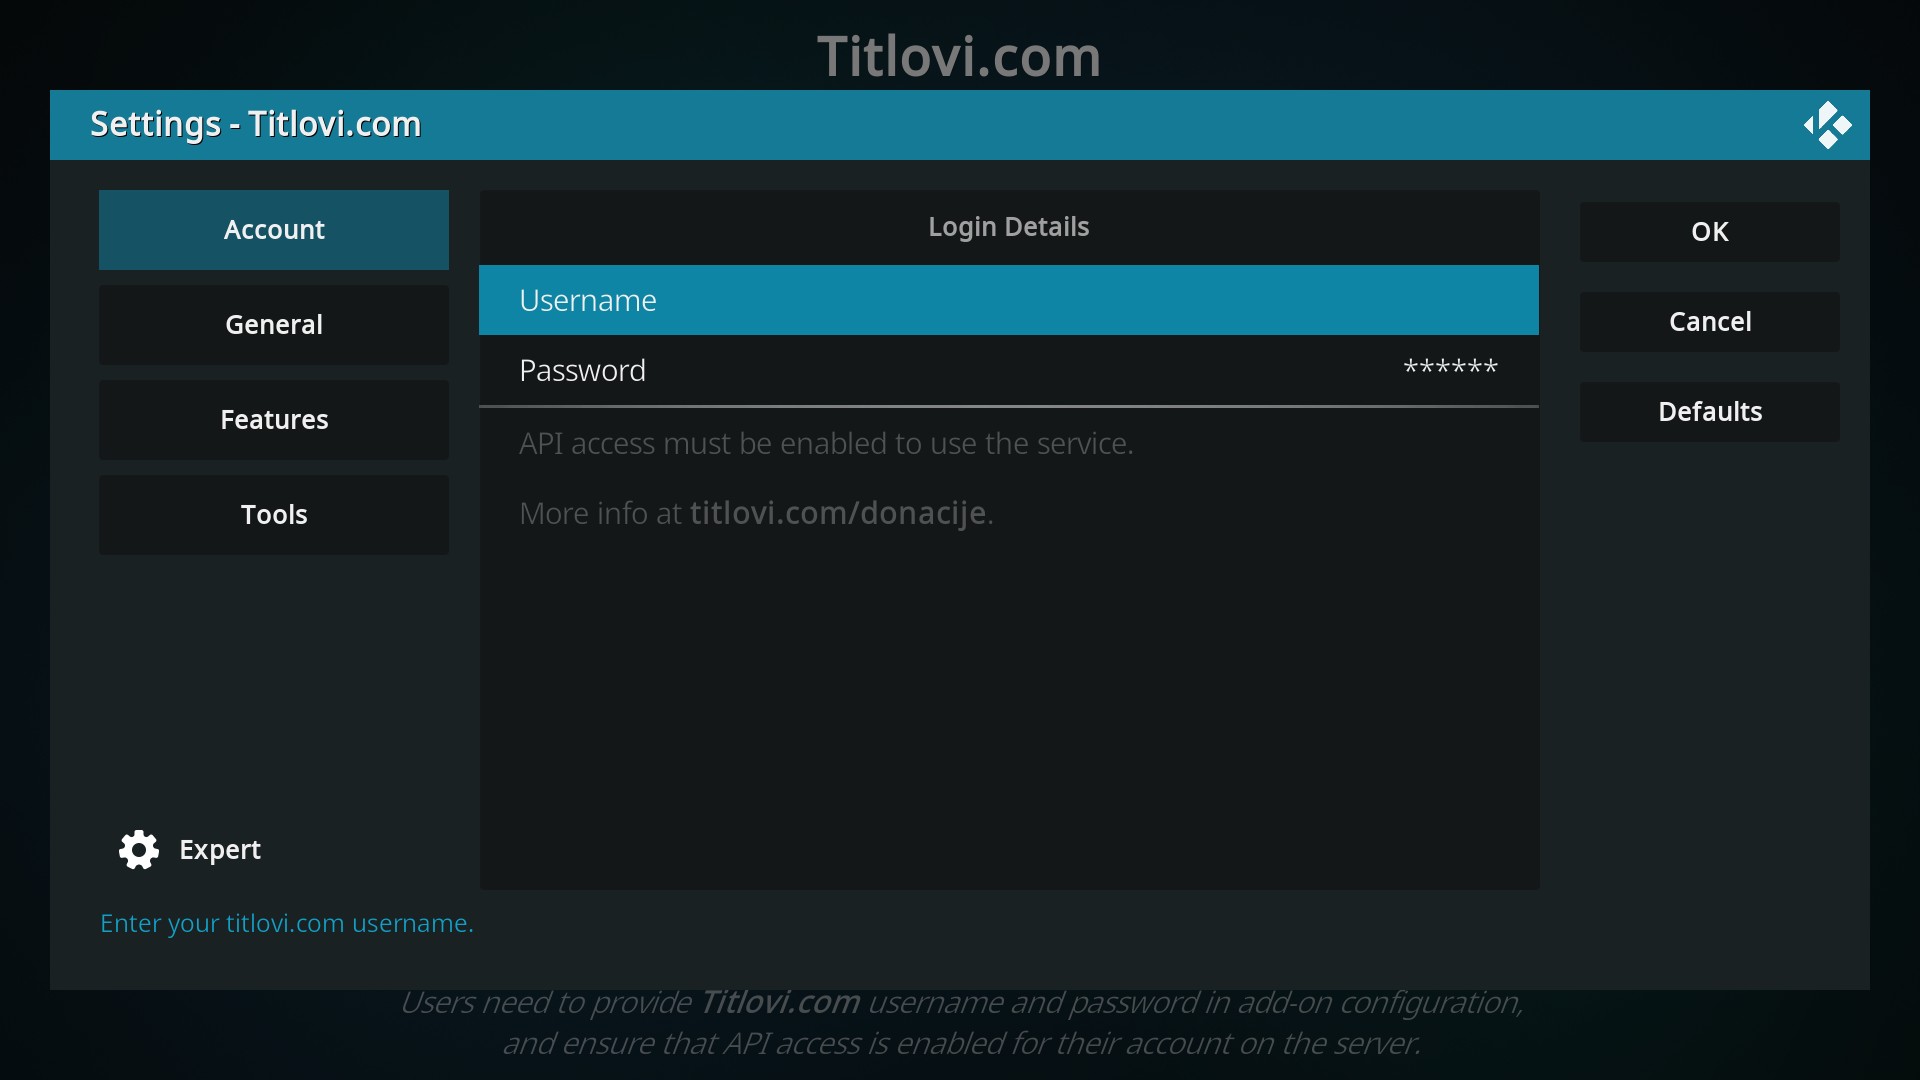 Titlovi.com
Settings - Titlovi.com
Account
General
Features
Tools
Login Details
Username
Password ******
API access must be enabled to use the service.
More info at titlovi.com/donacije.
OK
Cancel
Defaults
Expert
Enter your titlovi.com username.
Users need to provide Titlovi.com username and password in add-on configuration,
and ensure that API access is enabled for their account on the server.